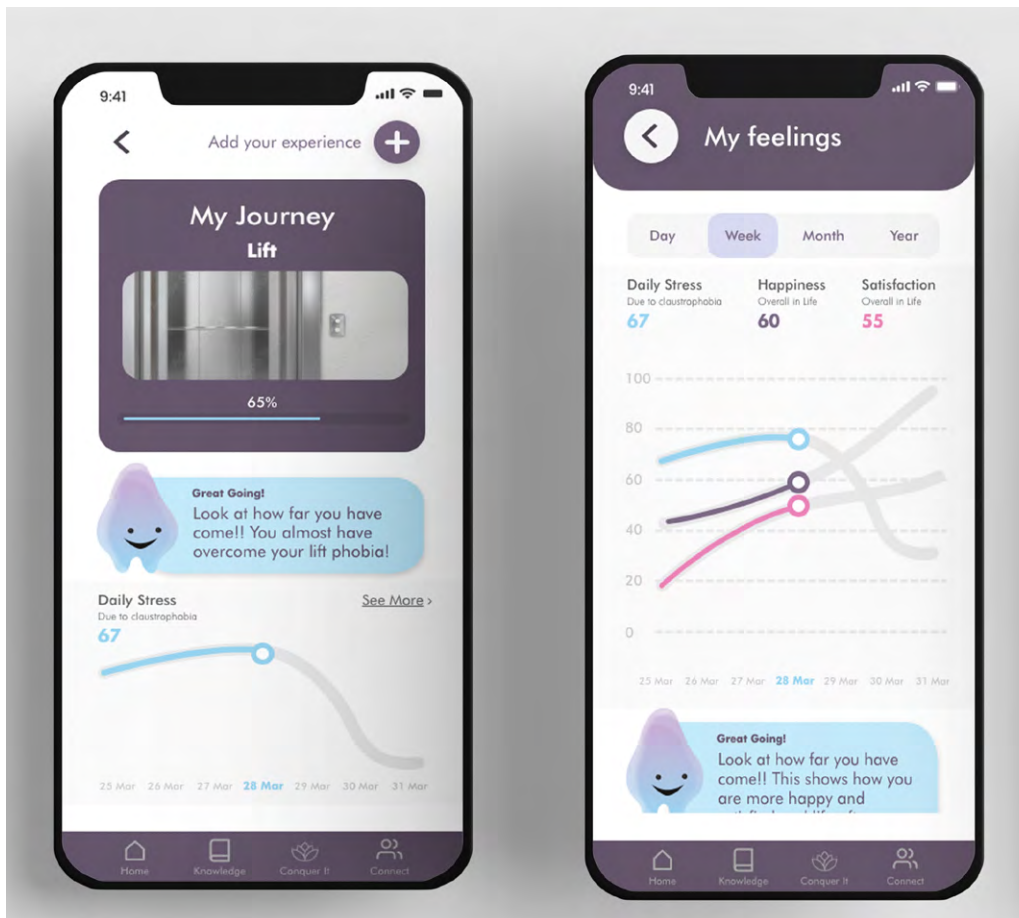 9:41
Add your experience
My Journey
Lift
65%
Great Going!
Look at how far you have
come!! You almost have
overcome your lift phobia!
Daily Stress
See More ›
Due to claustrophobia
67
25 Mar 26 Mar 27 Mar 28 Mar 29 Mar 30 Mar 31 Mar
Home Knowledge Conquer It Connect
9:41
My feelings
Day Week Month Year
Daily Stress Happiness Satisfaction
Due to claustrophobia Overall in Life Overall in Life
67 60 55
100
80
60
40
20
0
25 Mar 26 Mar 27 Mar 28 Mar 29 Mar 30 Mar 31 Mar
Great Going!
Look at how far you have
come!! This shows how you
are more happy and
Home Knowledge Conquer It Connect